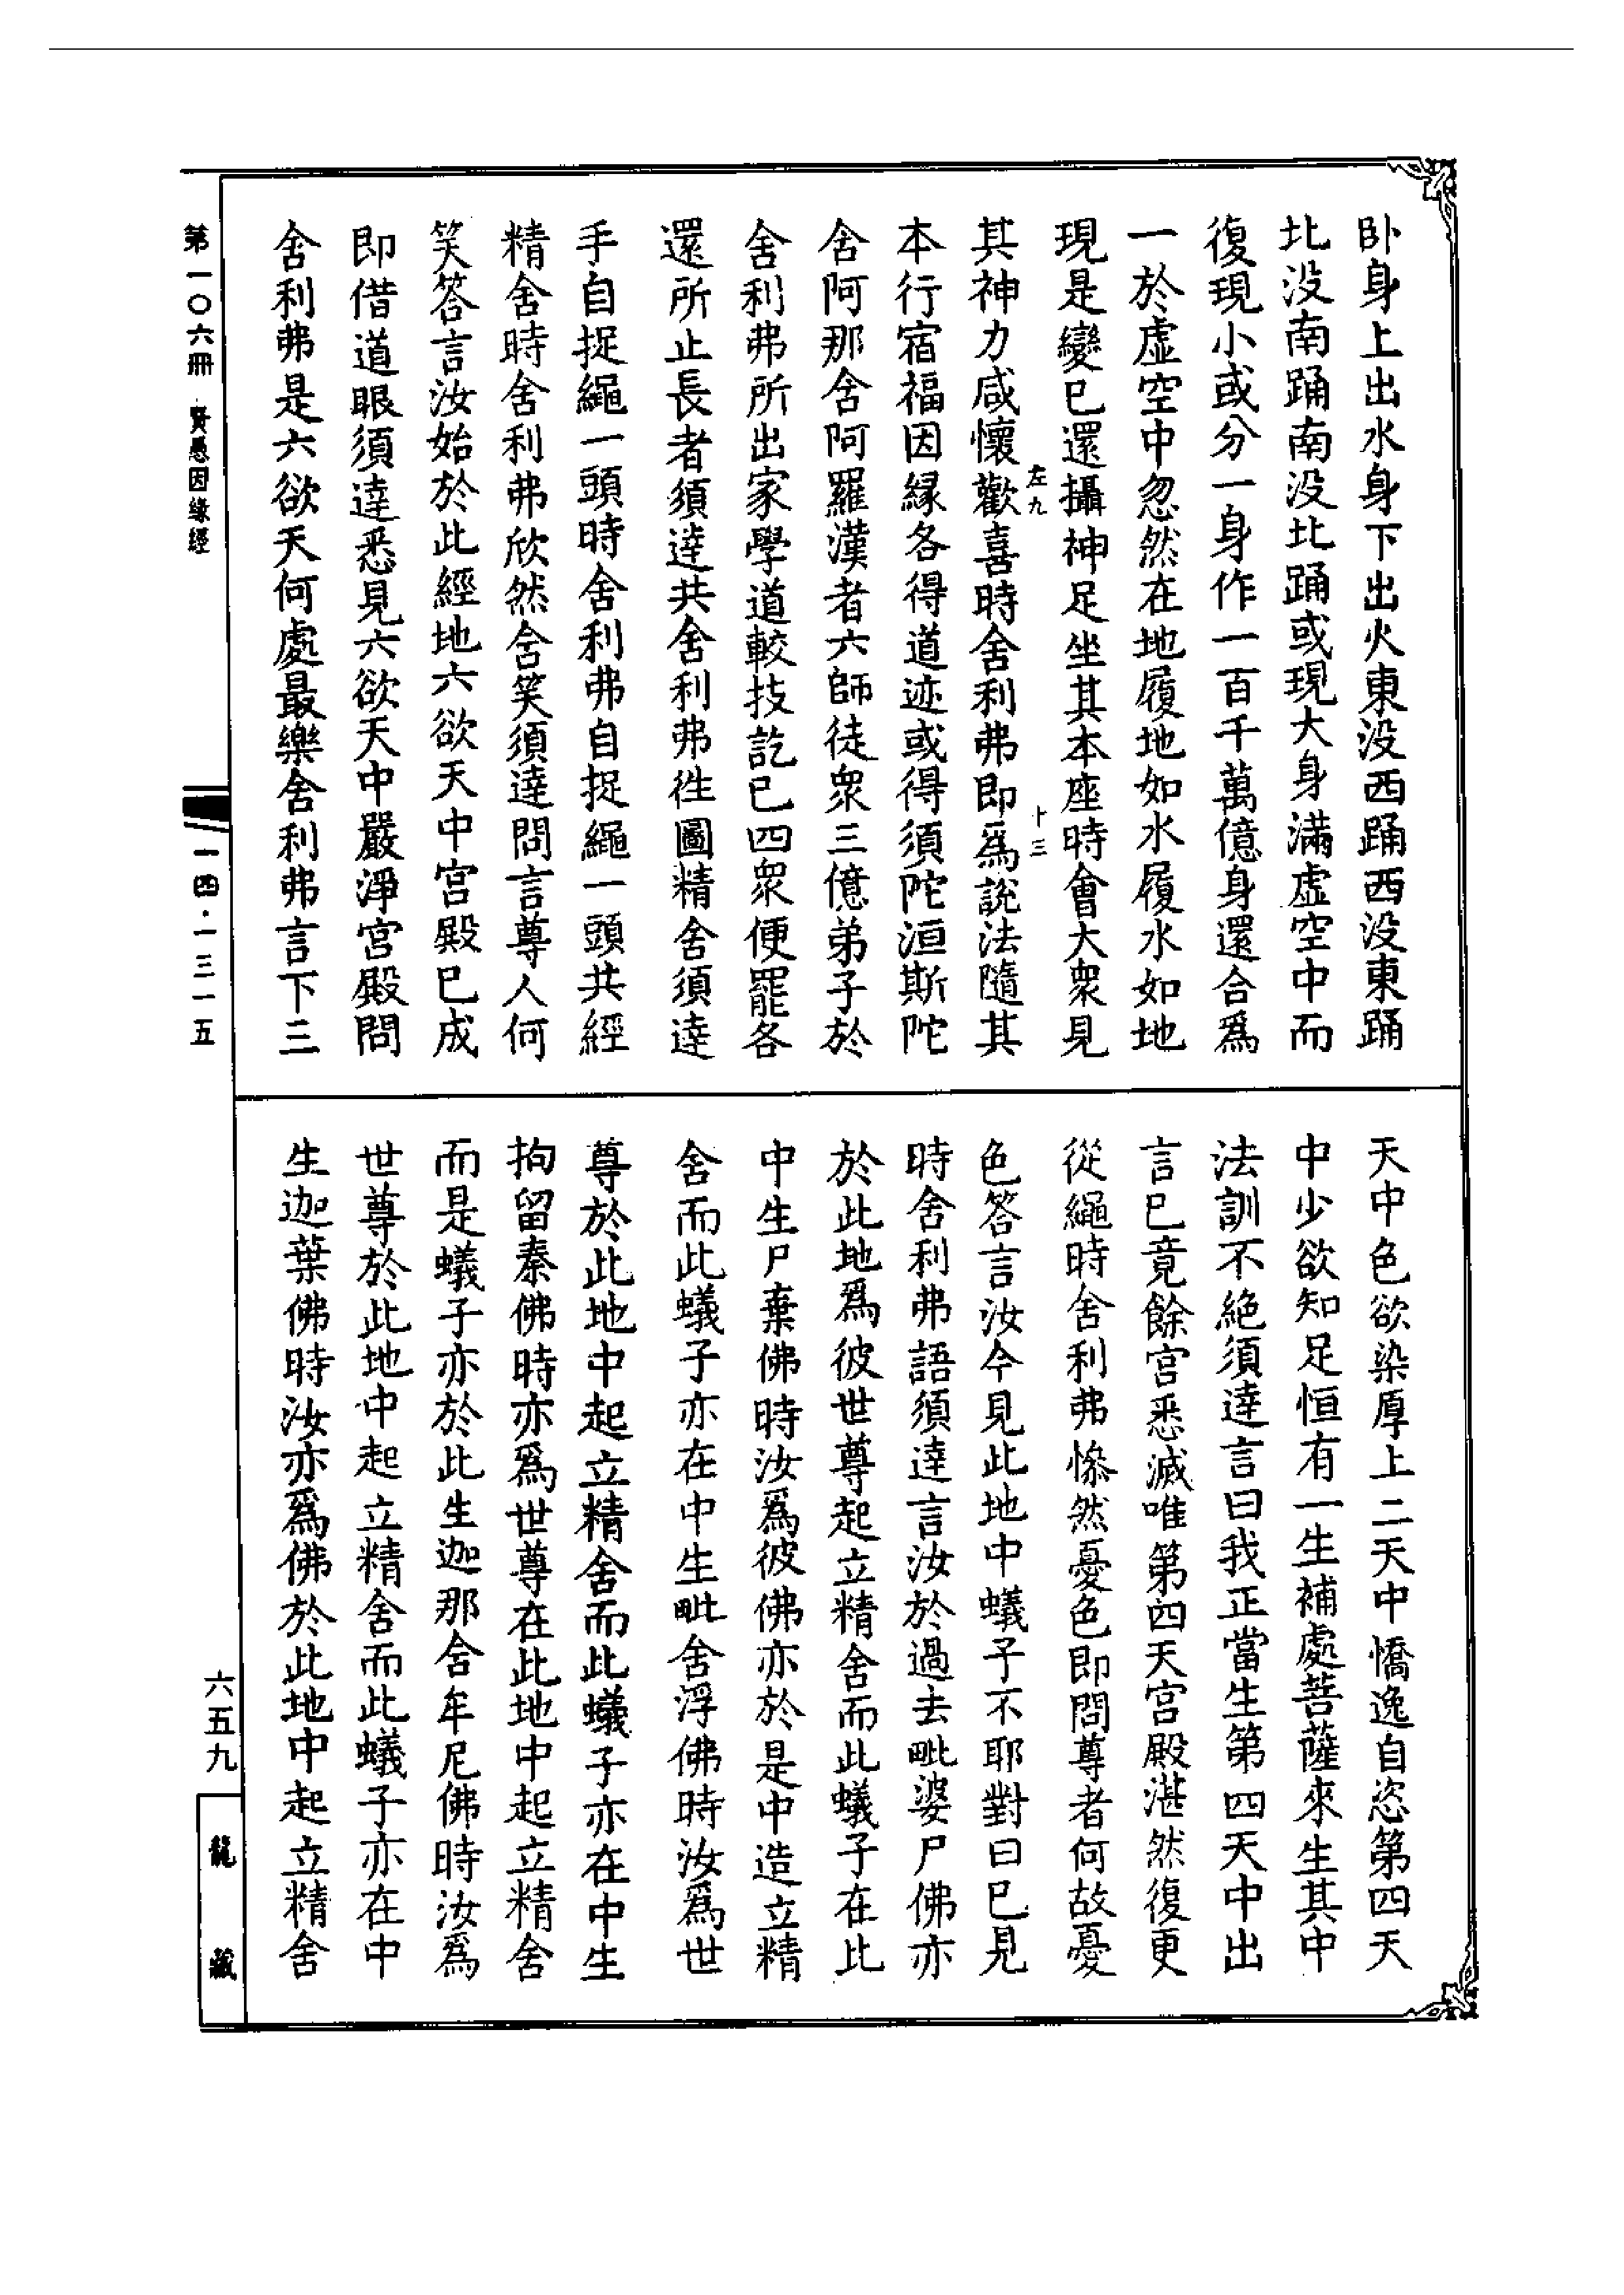 卧身上出水身下出火東没西踊西没東踊
北没南踊南没北踊或現大身滿虛空中而
復現小或分一身作一百千萬億身還合爲
一於虛空中忽然在地履地如水履水如地
現是變已還攝神足坐其本座時會大衆見
左九
十三
其神力咸懷歡喜時舍利弗即爲說法隨其
本行宿福因緣各得道迹或得須陀洹斯陀
含阿那含阿羅漢者六師徒衆三億弟子於
舍利弗所出家學道較技訖已四衆便罷各
還所止長者須達共舍利弗徃圖精舍須達
手自捉繩一頭時舍利弗自捉繩一頭共經
精舍時舍利弗欣然含笑須達問言尊人何
笑答言汝始於此經地六欲天中宮殿已成
即借道眼須達悉見六欲天中嚴淨宮殿問
舍利弗是六欲天何處最樂舍利弗言下三
天中色欲染厚上二天中憍逸自恣第四天
中少欲知足恒有一生補處菩薩來生其中
法訓不絶須達言曰我正當生第四天中出
言已竟餘宮悉滅唯第四天宮殿湛然復更
從繩時舍利弗慘然憂色即問尊者何故憂
色答言汝今見此地中蟻子不耶對曰已見
時舍利弗語須達言汝於過去毗婆尸佛亦
於此地爲彼世尊起立精舍而此蟻子在此
中生尸棄佛時汝爲彼佛亦於是中造立精
舍而此蟻子亦在中生毗舍浮佛時汝爲世
尊於此地中起立精舍而此蟻子亦在中生
拘留秦佛時亦爲世尊在此地中起立精舍
而是蟻子亦於此生迦那含牟尼佛時汝爲
世尊於此地中起立精舍而此蟻子亦在中
生迦葉佛時汝亦爲佛於此地中起立精舍
第一〇六冊 賢愚因緣經
一四·一三一五
六五九
龍藏